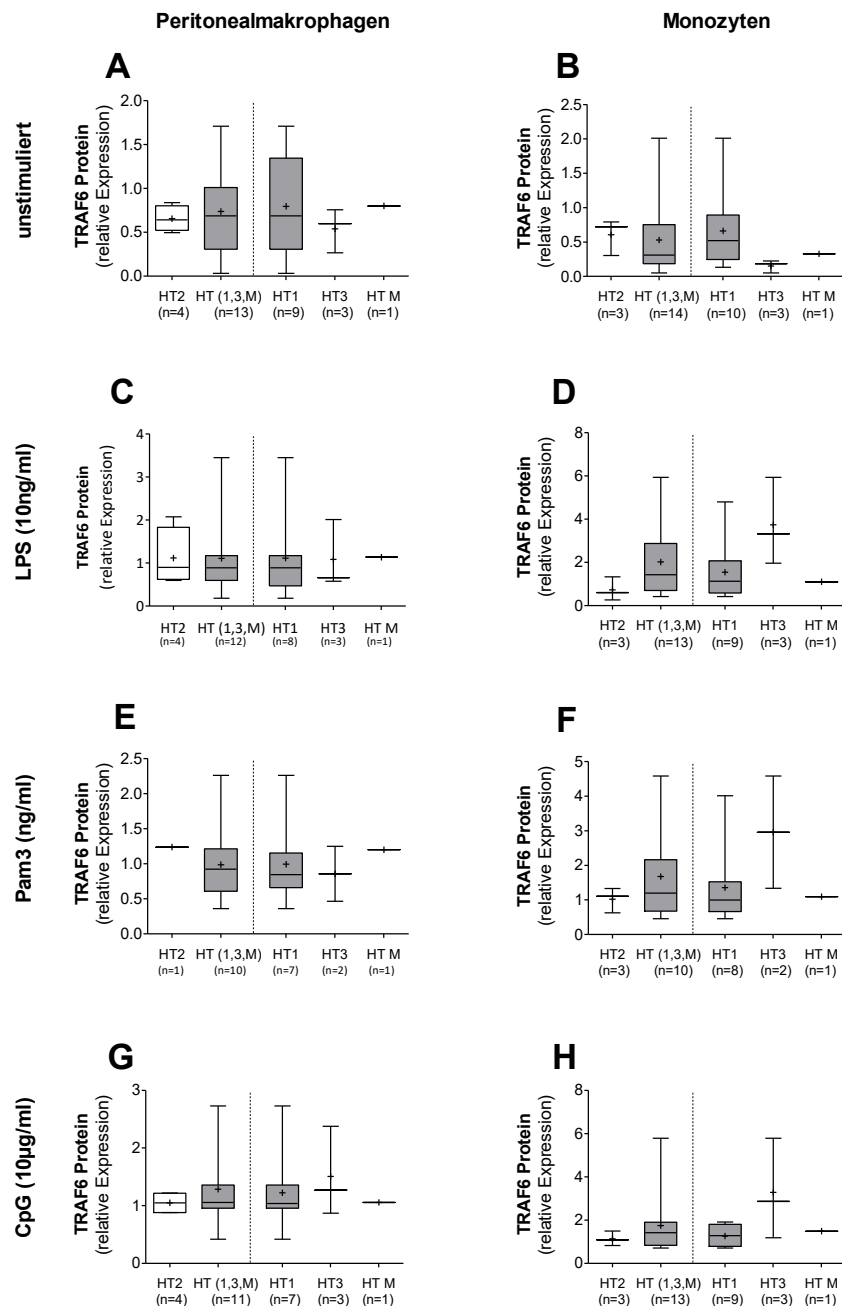 Peritonealmakrophagen
Monozyten
unstimuliert
A
TRAF6 Protein
(relative Expression)
2.0
1.5
1.0
0.5
0.0
HT2 HT (1,3,M) HT1 HT3 HT M
(n=4) (n=13) (n=9) (n=3) (n=1)
B
TRAF6 Protein
(relative Expression)
2.5
2.0
1.5
1.0
0.5
0.0
HT2 HT (1,3,M) HT1 HT3 HT M
(n=3) (n=14) (n=10) (n=3) (n=1)
LPS (10ng/ml)
C
TRAF6 Protein
(relative Expression)
4
3
2
1
0
HT2 HT (1,3,M) HT1 HT3 HT M
(n=4) (n=12) (n=8) (n=3) (n=1)
D
TRAF6 Protein
(relative Expression)
8
6
4
2
0
HT2 HT (1,3,M) HT1 HT3 HT M
(n=3) (n=13) (n=9) (n=3) (n=1)
Pam3 (ng/ml)
E
TRAF6 Protein
(relative Expression)
2.5
2.0
1.5
1.0
0.5
0.0
HT2 HT (1,3,M) HT1 HT3 HT M
(n=1) (n=10) (n=7) (n=2) (n=1)
F
TRAF6 Protein
(relative Expression)
5
4
3
2
1
0
HT2 HT (1,3,M) HT1 HT3 HT M
(n=3) (n=10) (n=8) (n=2) (n=1)
CpG (10µg/ml)
G
TRAF6 Protein
(relative Expression)
3
2
1
0
HT2 HT (1,3,M) HT1 HT3 HT M
(n=4) (n=11) (n=7) (n=3) (n=1)
H
TRAF6 Protein
(relative Expression)
8
6
4
2
0
HT2 HT (1,3,M) HT1 HT3 HT M
(n=3) (n=13) (n=9) (n=3) (n=1)